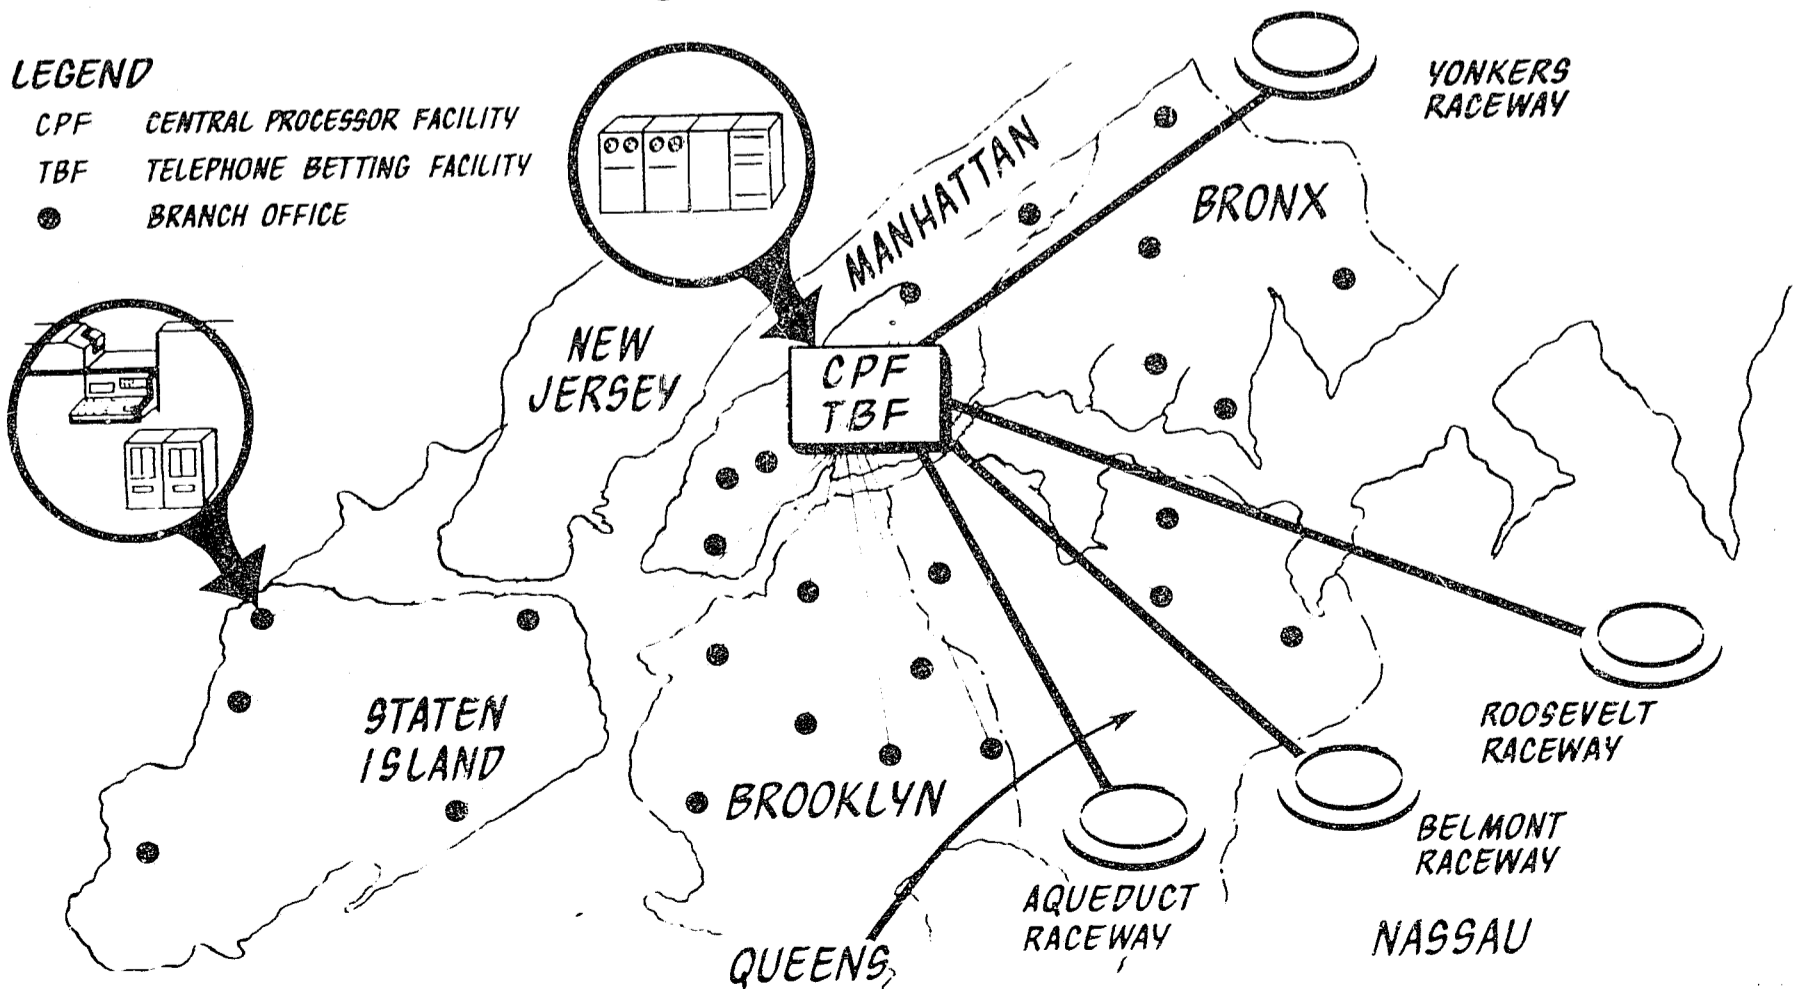 LEGEND
CPF CENTRAL PROCESSOR FACILITY
TBF TELEPHONE BETTING FACILITY
BRANCH OFFICE
YONKERS
RACEWAY
MANHATTAN
BRONX
NEW
JERSEY
CPF
TBF
STATEN
ISLAND
BROOKLYN
ROOSEVELT
RACEWAY
BELMONT
RACEWAY
AQUEDUCT
RACEWAY
QUEENS
NASSAU